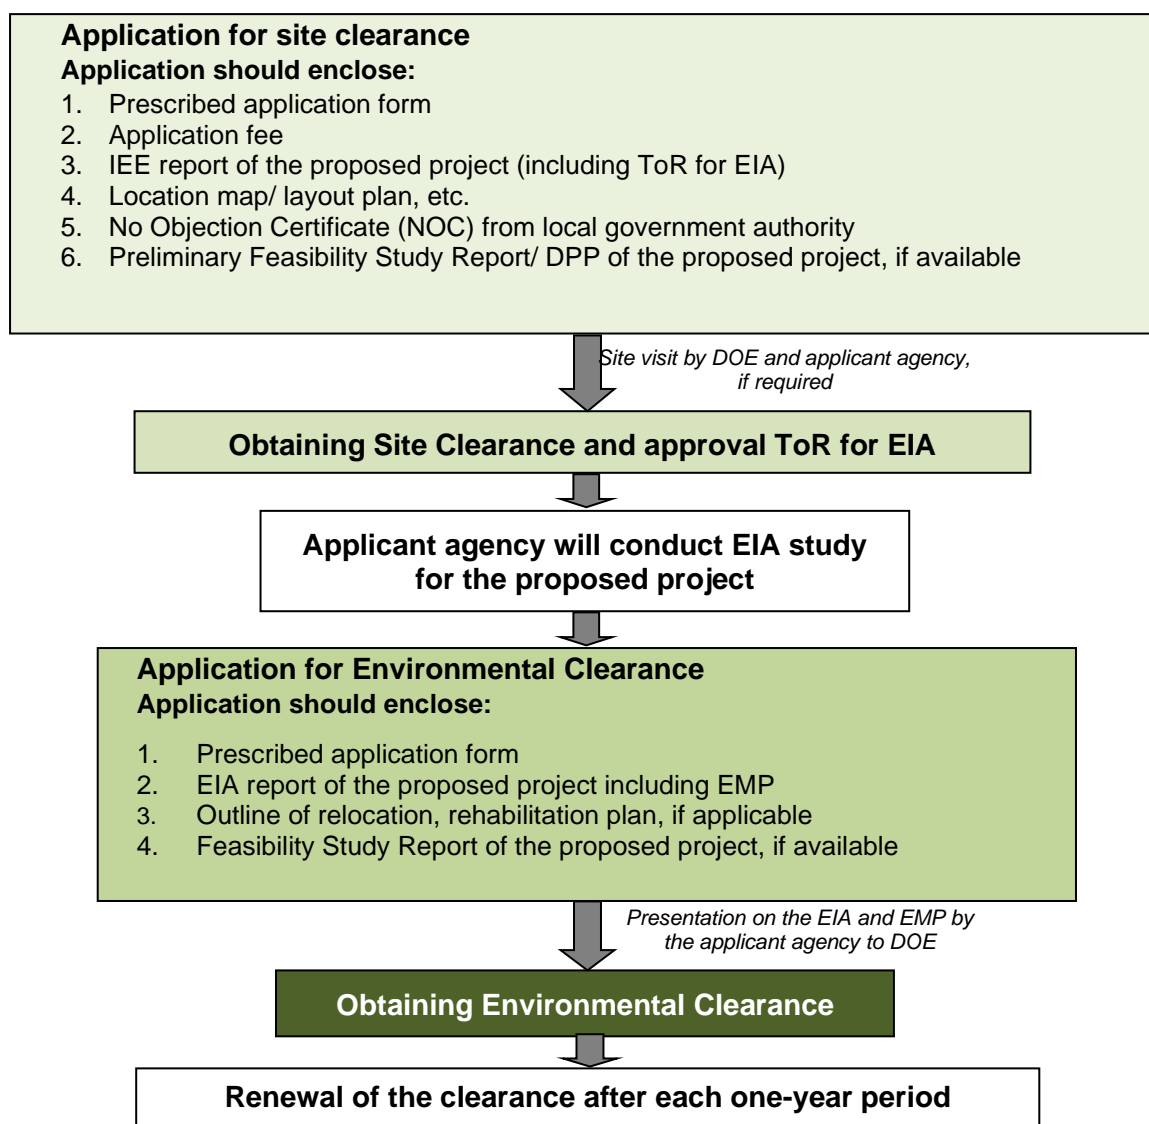 Application for site clearance
Application should enclose:
1. Prescribed application form
2. Application fee
3. IEE report of the proposed project (including ToR for EIA)
4. Location map/ layout plan, etc.
5. No Objection Certificate (NOC) from local government authority
6. Preliminary Feasibility Study Report/ DPP of the proposed project, if available
Site visit by DOE and applicant agency,
if required
Obtaining Site Clearance and approval ToR for EIA
Applicant agency will conduct EIA study
for the proposed project
Application for Environmental Clearance
Application should enclose:
1. Prescribed application form
2. EIA report of the proposed project including EMP
3. Outline of relocation, rehabilitation plan, if applicable
4. Feasibility Study Report of the proposed project, if available
Presentation on the EIA and EMP by
the applicant agency to DOE
Obtaining Environmental Clearance
Renewal of the clearance after each one-year period